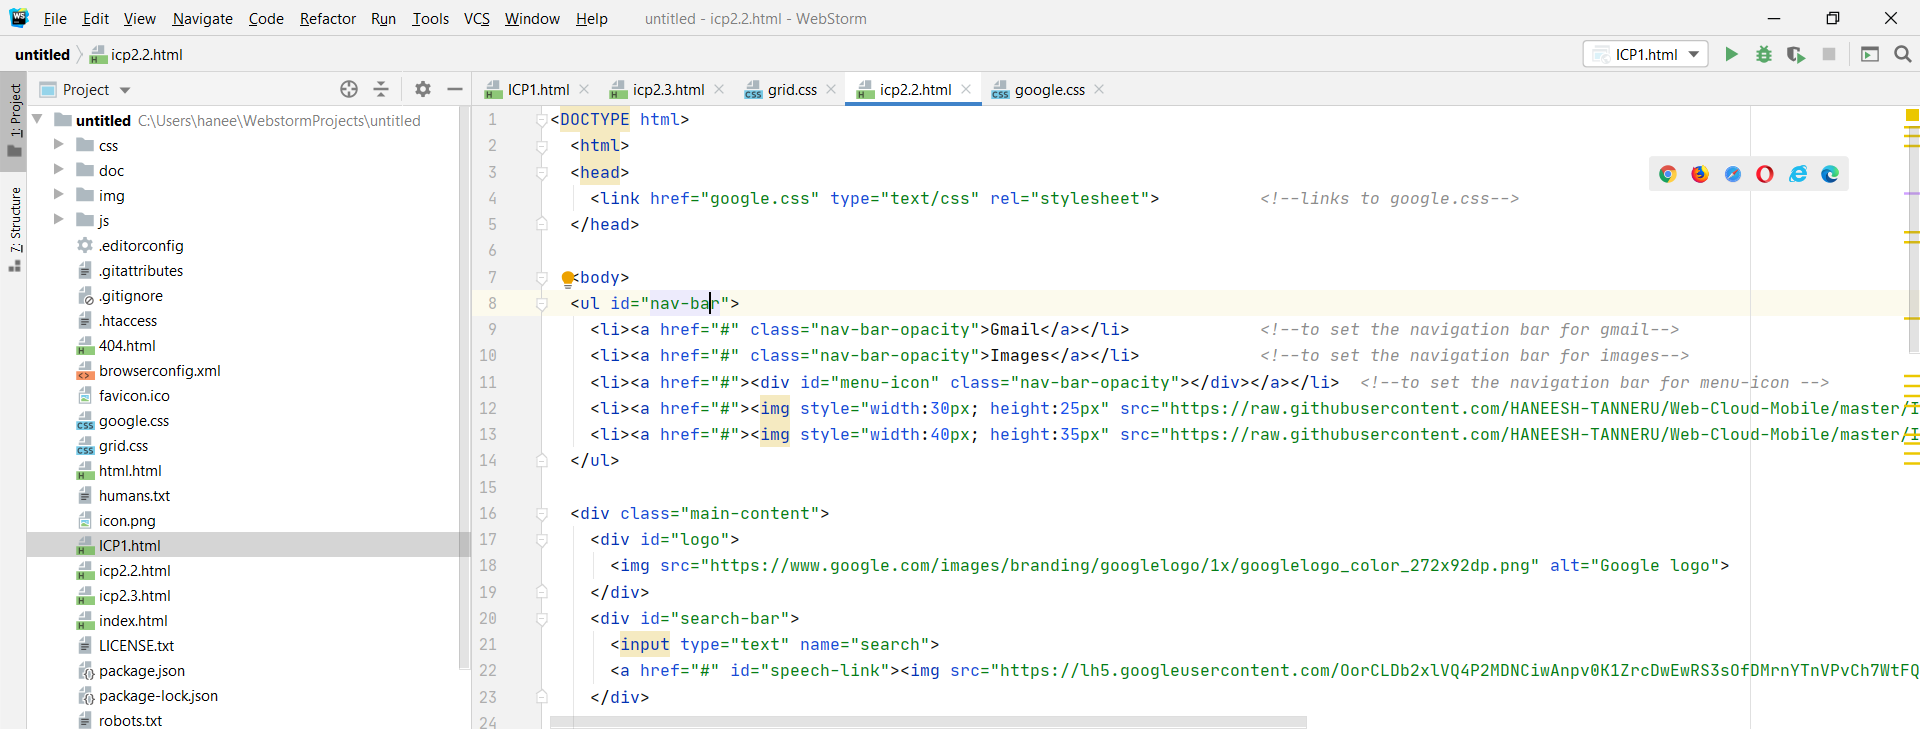 WS File Edit View Navigate Code Refactor Run Tools VCS Window Help untitled - icp2.2.html - WebStorm
untitled icp2.2.html ICP1.html
1: Project
7: Structure
Project
untitled C:\Users\hanee\WebstormProjects\untitled
css
doc
img
js
.editorconfig
.gitattributes
.gitignore
.htaccess
404.html
browserconfig.xml
favicon.ico
google.css
grid.css
html.html
humans.txt
icon.png
ICP1.html
icp2.2.html
icp2.3.html
index.html
LICENSE.txt
package.json
package-lock.json
robots.txt
ICP1.html icp2.3.html grid.css icp2.2.html google.css
1 <DOCTYPE html>
2 <html>
3 <head>
4 <link href="google.css" type="text/css" rel="stylesheet"> <!--links to google.css-->
5 </head>
6
7 <body>
8 <ul id="nav-bar">
9 <li><a href="#" class="nav-bar-opacity">Gmail</a></li> <!--to set the navigation bar for gmail-->
10 <li><a href="#" class="nav-bar-opacity">Images</a></li> <!--to set the navigation bar for images-->
11 <li><a href="#"><div id="menu-icon" class="nav-bar-opacity"></div></a></li> <!--to set the navigation bar for menu-icon -->
12 <li><a href="#"><img style="width:30px; height:25px" src="https://raw.githubusercontent.com/HANEESH-TANNERU/Web-Cloud-Mobile/master/I
13 <li><a href="#"><img style="width:40px; height:35px" src="https://raw.githubusercontent.com/HANEESH-TANNERU/Web-Cloud-Mobile/master/I
14 </ul>
15
16 <div class="main-content">
17 <div id="logo">
18 <img src="https://www.google.com/images/branding/googlelogo/1x/googlelogo_color_272x92dp.png" alt="Google logo">
19 </div>
20 <div id="search-bar">
21 <input type="text" name="search">
22 <a href="#" id="speech-link"><img src="https://lh5.googleusercontent.com/OorCLDb2xlVQ4P2MDNCiwAnpv0K1ZrcDwEwRS3sOfDMrnYTnVPvCh7WtFQ
23 </div>
24